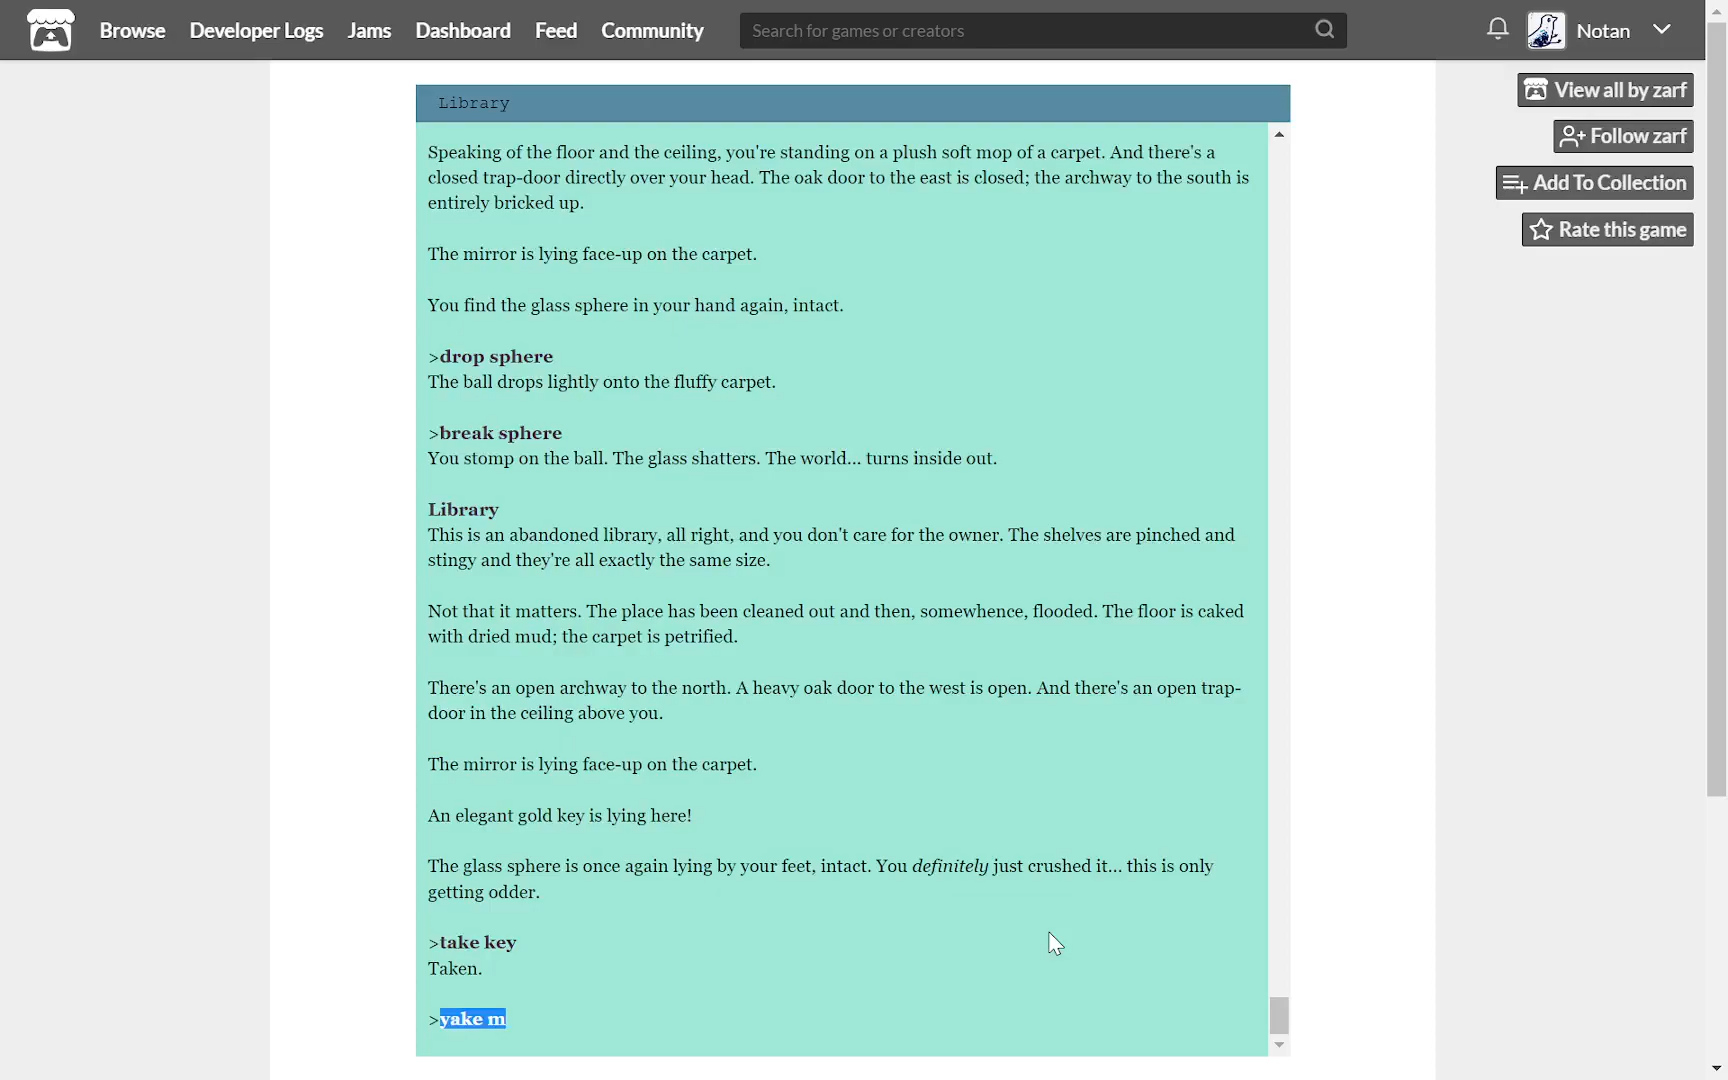 Browse Developer Logs Jams Dashboard Feed Community Search for games or creators Notan
View all by zarf
Follow zarf
Add To Collection
Rate this game
Library
Speaking of the floor and the ceiling, you're standing on a plush soft mop of a carpet. And there's a
closed trap-door directly over your head. The oak door to the east is closed; the archway to the south is
entirely bricked up.
The mirror is lying face-up on the carpet.
You find the glass sphere in your hand again, intact.
>drop sphere
The ball drops lightly onto the fluffy carpet.
>break sphere
You stomp on the ball. The glass shatters. The world... turns inside out.
Library
This is an abandoned library, all right, and you don't care for the owner. The shelves are pinched and
stingy and they're all exactly the same size.
Not that it matters. The place has been cleaned out and then, somewhence, flooded. The floor is caked
with dried mud; the carpet is petrified.
There's an open archway to the north. A heavy oak door to the west is open. And there's an open trap-
door in the ceiling above you.
The mirror is lying face-up on the carpet.
An elegant gold key is lying here!
The glass sphere is once again lying by your feet, intact. You definitely just crushed it... this is only
getting odder.
>take key
Taken.
>yake m